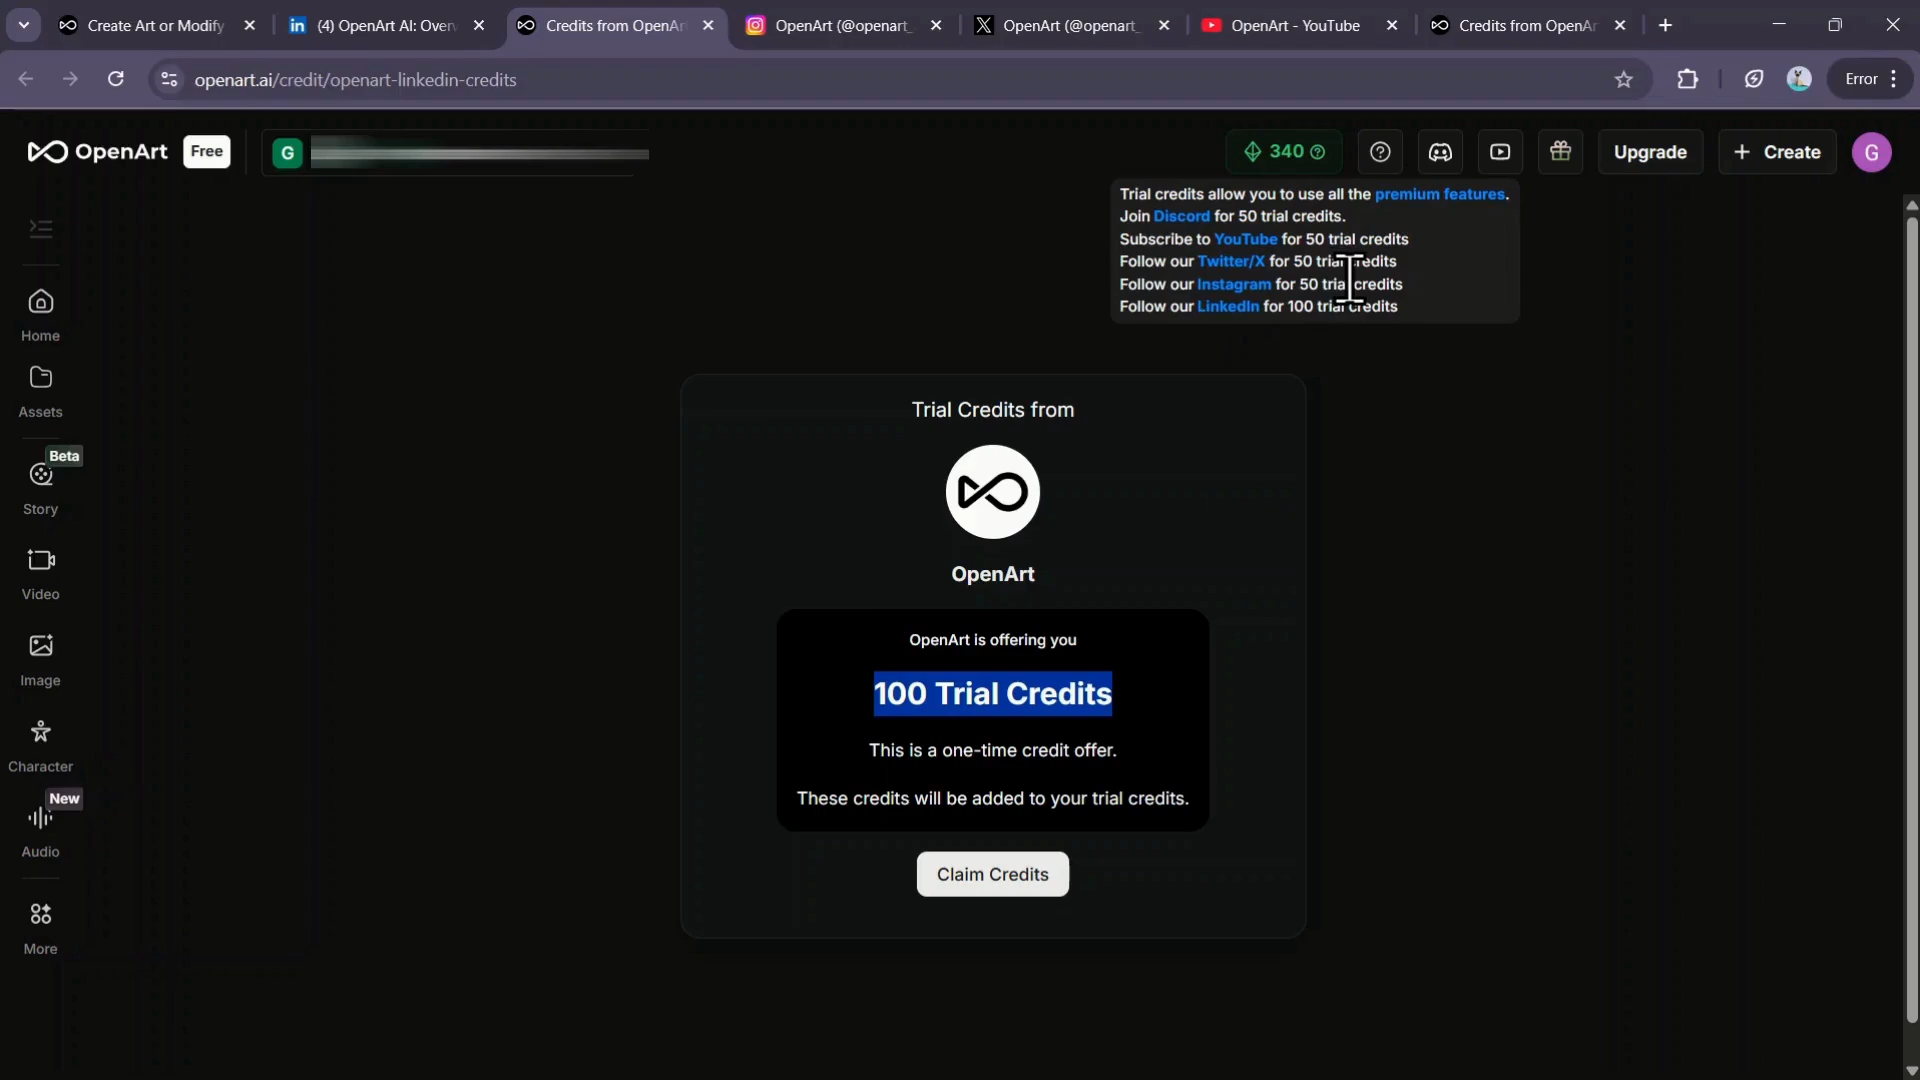 Create Art or Modify
(4) OpenArt AI: Over
Credits from OpenAr
OpenArt (@openart_
OpenArt (@openart_
OpenArt - YouTube
Credits from OpenAr
openart.ai/credit/openart-linkedin-credits
Error
OpenArt
Free
G
340
Upgrade
+ Create
G
Trial credits allow you to use all the premium features.
Join Discord for 50 trial credits.
Subscribe to YouTube for 50 trial credits
Follow our Twitter/X for 50 trial credits
Follow our Instagram for 50 trial credits
Follow our LinkedIn for 100 trial credits
Home
Assets
Beta
Story
Video
Image
Character
New
Audio
More
Trial Credits from
OpenArt
OpenArt is offering you
100 Trial Credits
This is a one-time credit offer.
These credits will be added to your trial credits.
Claim Credits